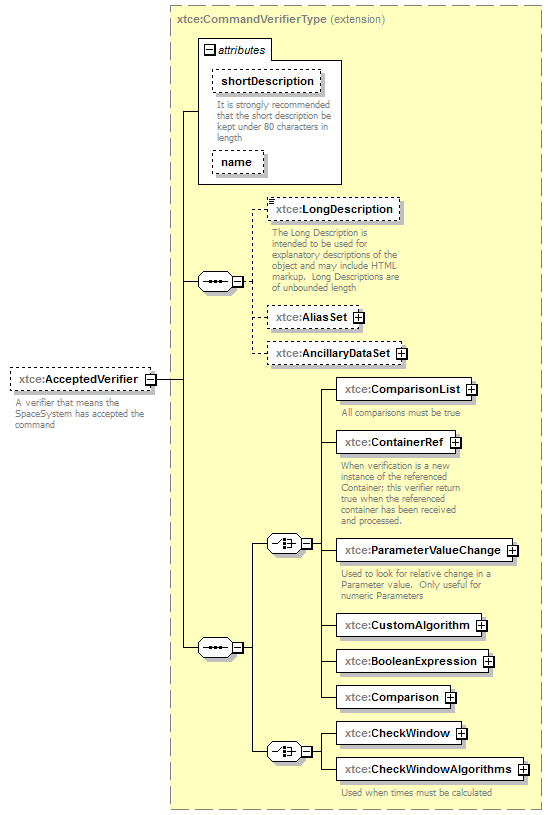 xtce:CommandVerifierType (extension)
attributes
shortDescription
It is strongly recommended
that the short description be
kept under 80 characters in
length
name
xtce:LongDescription
The Long Description is
intended to be used for
explanatory descriptions of the
object and may include HTML
markup.  Long Descriptions are
of unbounded length
xtce:AliasSet
xtce:AncillaryDataSet
xtce:AcceptedVerifier
A verifier that means the
SpaceSystem has accepted the
command
xtce:ComparisonList
All comparisons must be true
xtce:ContainerRef
When verification is a new
instance of the referenced
Container; this verifier return
true when the referenced
container has been received
and processed.
xtce:ParameterValueChange
Used to look for relative change in a
Parameter value.  Only useful for
numeric Parameters
xtce:CustomAlgorithm
xtce:BooleanExpression
xtce:Comparison
xtce:CheckWindow
xtce:CheckWindowAlgorithms
Used when times must be calculated